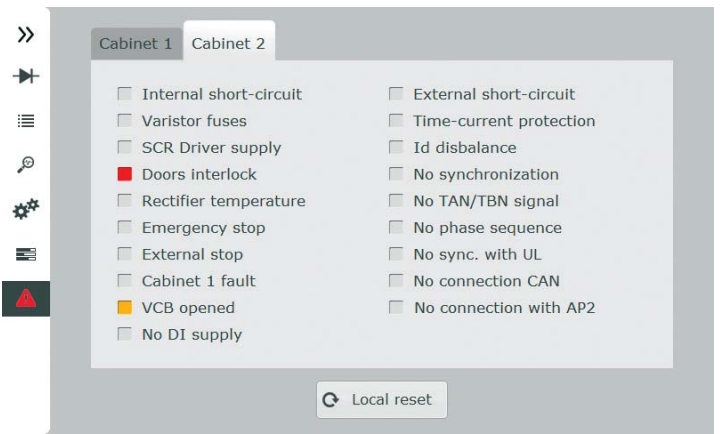 Cabinet 1
Cabinet 2
Internal short-circuit
Varistor fuses
SCR Driver supply
Doors interlock
Rectifier temperature
Emergency stop
External stop
Cabinet 1 fault
VCB opened
No DI supply
External short-circuit
Time-current protection
Id disbalance
No synchronization
No TAN/TBN signal
No phase sequence
No sync. with UL
No connection CAN
No connection with AP2
Local reset